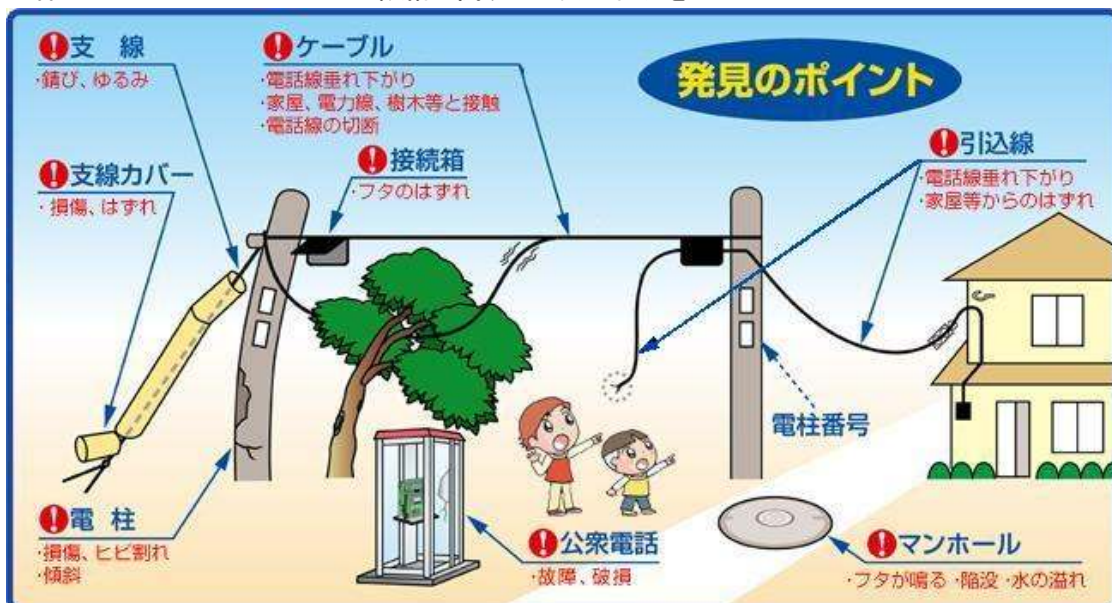 支 線
・錆び、ゆるみ
ケーブル
・電話線垂れ下がり
・家屋、電力線、樹木等と接触
・電話線の切断
発見のポイント
支線カバー
・損傷、はずれ
接続箱
・フタのはずれ
引込線
・電話線垂れ下がり
・家屋等からのはずれ
電柱番号
電 柱
・損傷、ヒビ割れ
・傾斜
公衆電話
・故障、破損
マンホール
・フタが鳴る ・陥没 ・水の溢れ